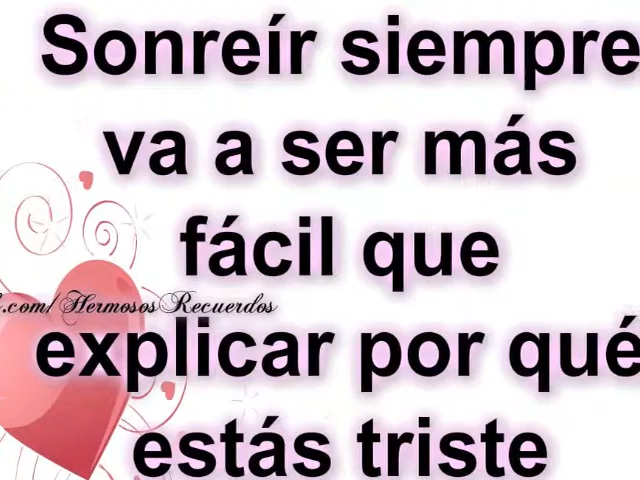 Sonreír siempre
va a ser más
fácil que
.com/HermososRecuerdos
explicar por qué
estás triste